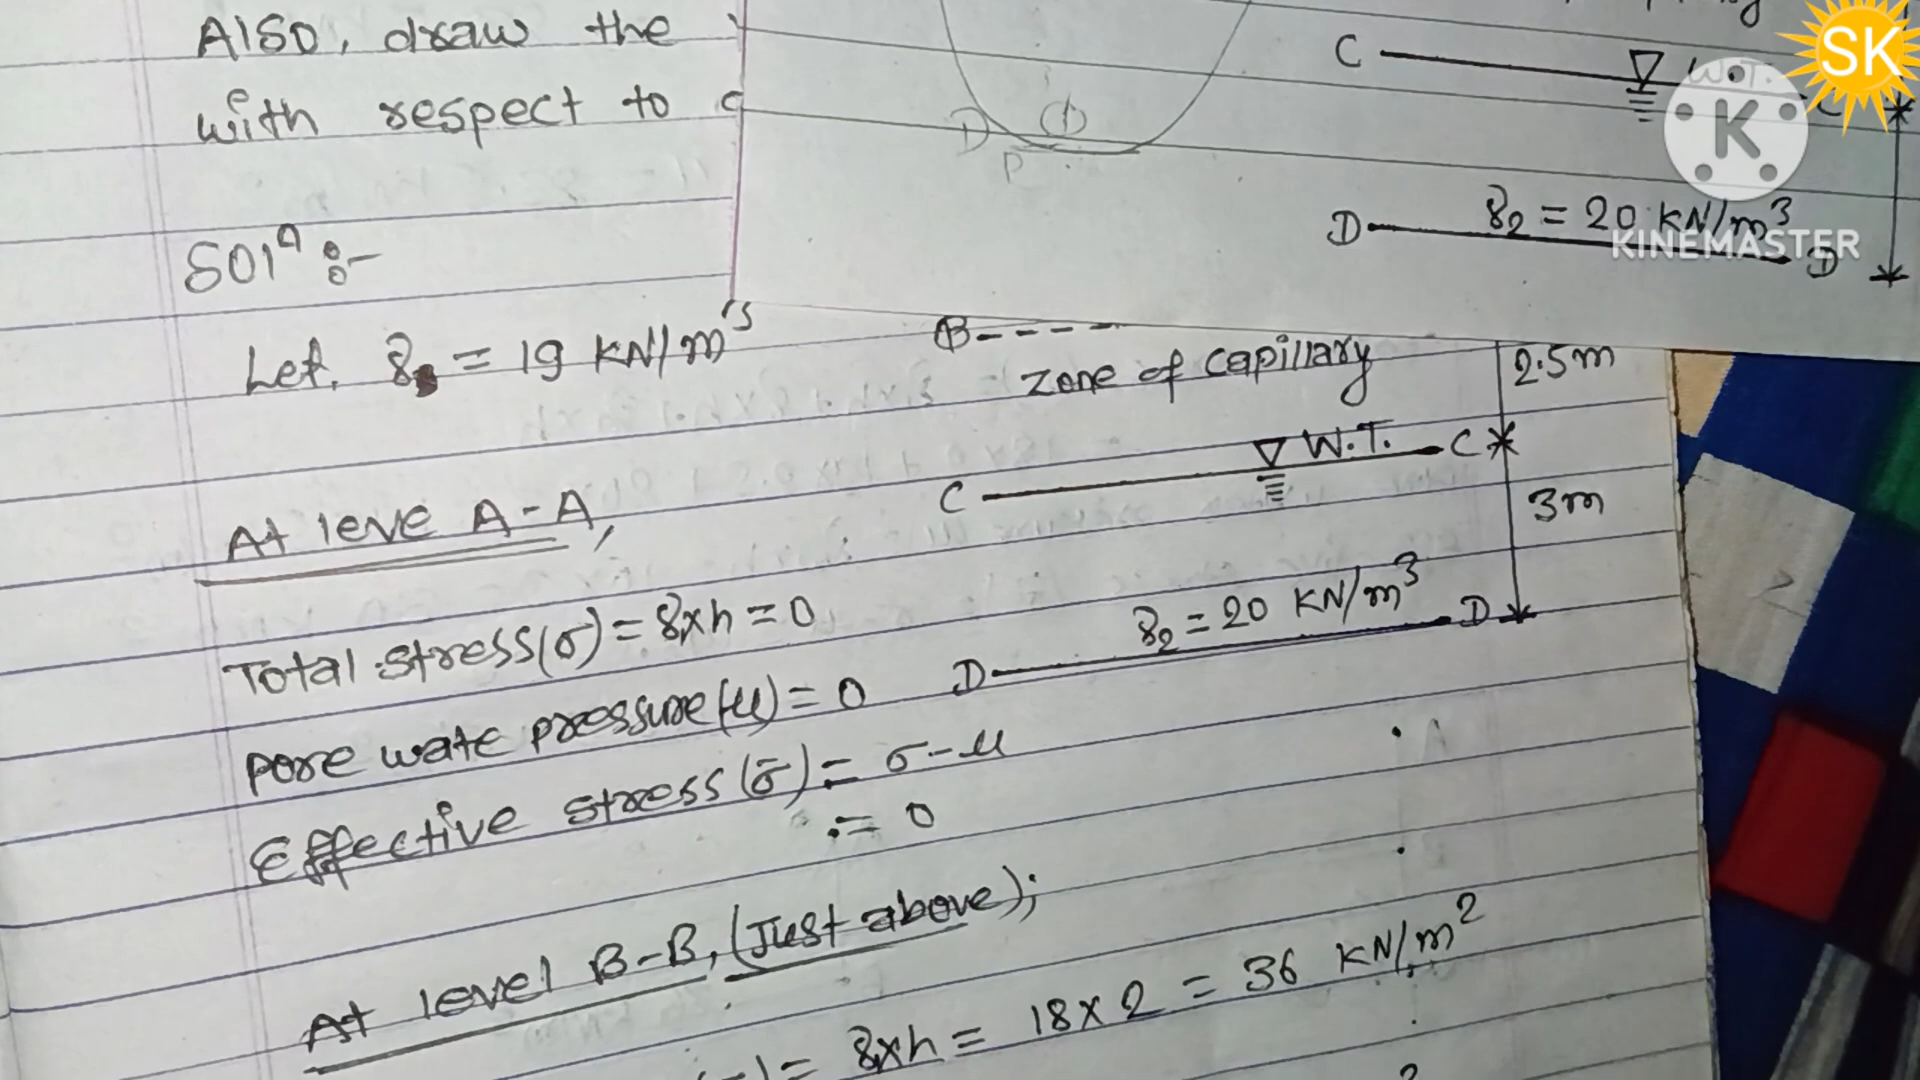 Also, draw the
with respect to
C
W.T.
C
SK
K
D
P
γ2 = 20 KN/m³
D
D
KINEMASTER
Solⁿ :-
Let, γ = 19 KN/m³
B - - - -
zone of capillary
2.5m
C
W.T.
C
3m
At leve A-A,
γ2 = 20 KN/m³
D
D
Total stress(σ) = γ×h = 0
pore wate pressure(u) = 0
Effective stress(σ̄) = σ-u
:= 0
At level B-B, (Just above);
= γ×h = 18×2 = 36 KN/m²